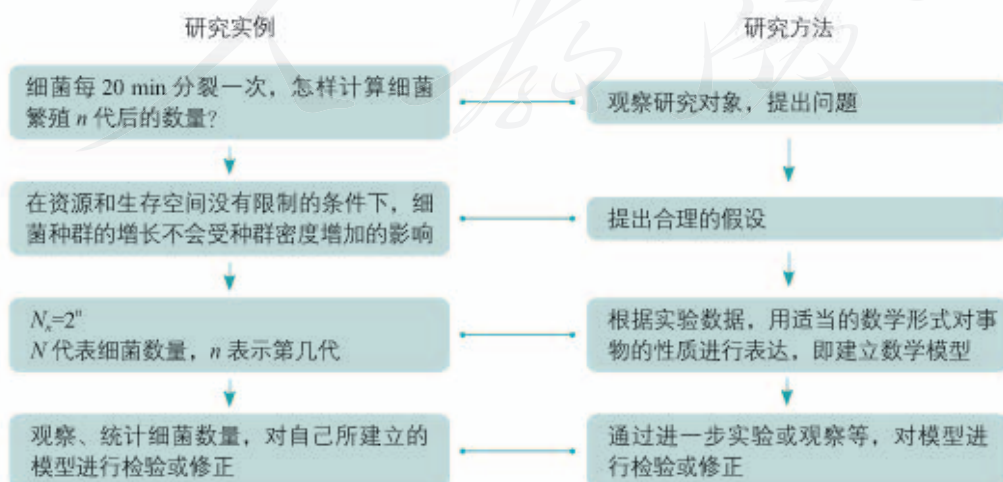 研究实例
研究方法
细菌每 20 min 分裂一次，怎样计算细菌
繁殖 n 代后的数量？
观察研究对象，提出问题
在资源和生存空间没有限制的条件下，细
菌种群的增长不会受种群密度增加的影响
提出合理的假设
Nₙ=2ⁿ
N 代表细菌数量，n 表示第几代
根据实验数据，用适当的数学形式对事
物的性质进行表达，即建立数学模型
观察、统计细菌数量，对自己所建立的
模型进行检验或修正
通过进一步实验或观察等，对模型进
行检验或修正